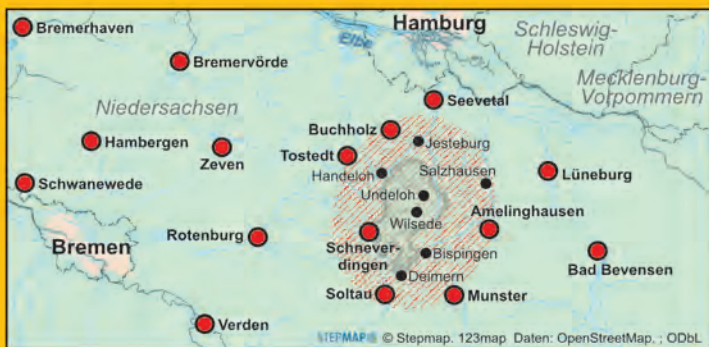 Bremerhaven
Hamburg
Schleswig-
Holstein
Elbe
Bremervörde
Mecklenburg-
Vorpommern
Niedersachsen
Seevetal
Buchholz
Hambergen
Zeven
Jesteburg
Tostedt
Handeloh
Salzhausen
Lüneburg
Schwanewede
Undeloh
Wilsede
Amelinghausen
Bremen
Rotenburg
Schnever-
dingen
Bispingen
Bad Bevensen
Deimern
Soltau
Munster
Verden
STEPMAP © Stepmap. 123map Daten: OpenStreetMap. ; ODbL